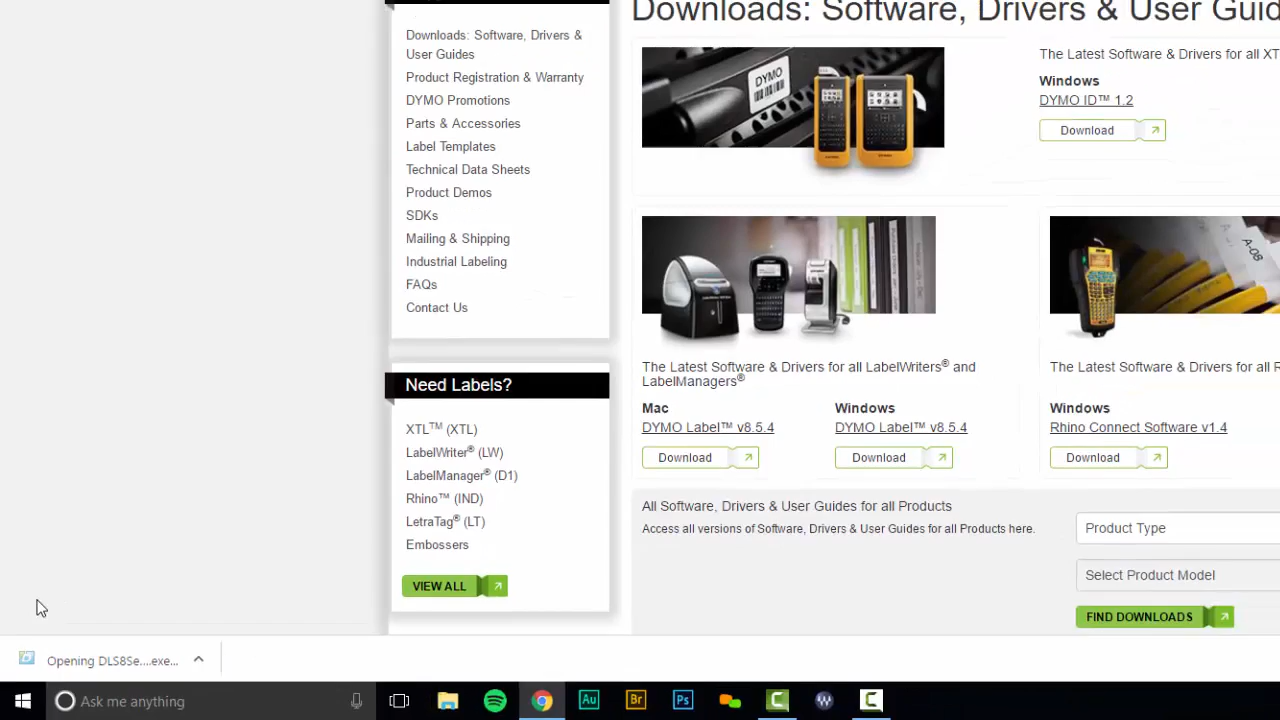 Downloads: Software, Drivers &
User Guides
Product Registration & Warranty
DYMO Promotions
Parts & Accessories
Label Templates
Technical Data Sheets
Product Demos
SDKs
Mailing & Shipping
Industrial Labeling
FAQs
Contact Us
Need Labels?
XTL™ (XTL)
LabelWriter® (LW)
LabelManager® (D1)
Rhino™ (IND)
LetraTag® (LT)
Embossers
VIEW ALL
Downloads: Software, Drivers & User Guid
DYMO
The Latest Software & Drivers for all XT
Windows
DYMO ID™ 1.2
Download
A-08
The Latest Software & Drivers for all LabelWriters® and
LabelManagers®
Mac
DYMO Label™ v8.5.4
Download
Windows
DYMO Label™ v8.5.4
Download
The Latest Software & Drivers for all R
Windows
Rhino Connect Software v1.4
Download
All Software, Drivers & User Guides for all Products
Access all versions of Software, Drivers & User Guides for all Products here.
Product Type
Select Product Model
FIND DOWNLOADS
Opening DLS8Se....exe...
Ask me anything
Au
Br
Ps
C
W
C